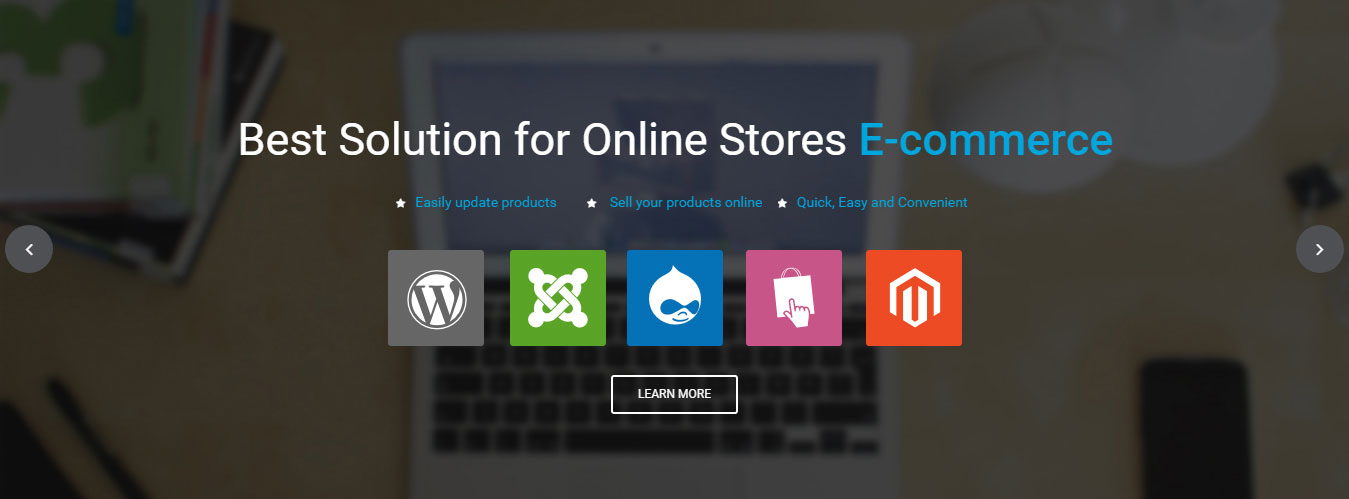 Best Solution for Online Stores E-commerce
Easily update products Sell your products online Quick, Easy and Convenient
LEARN MORE